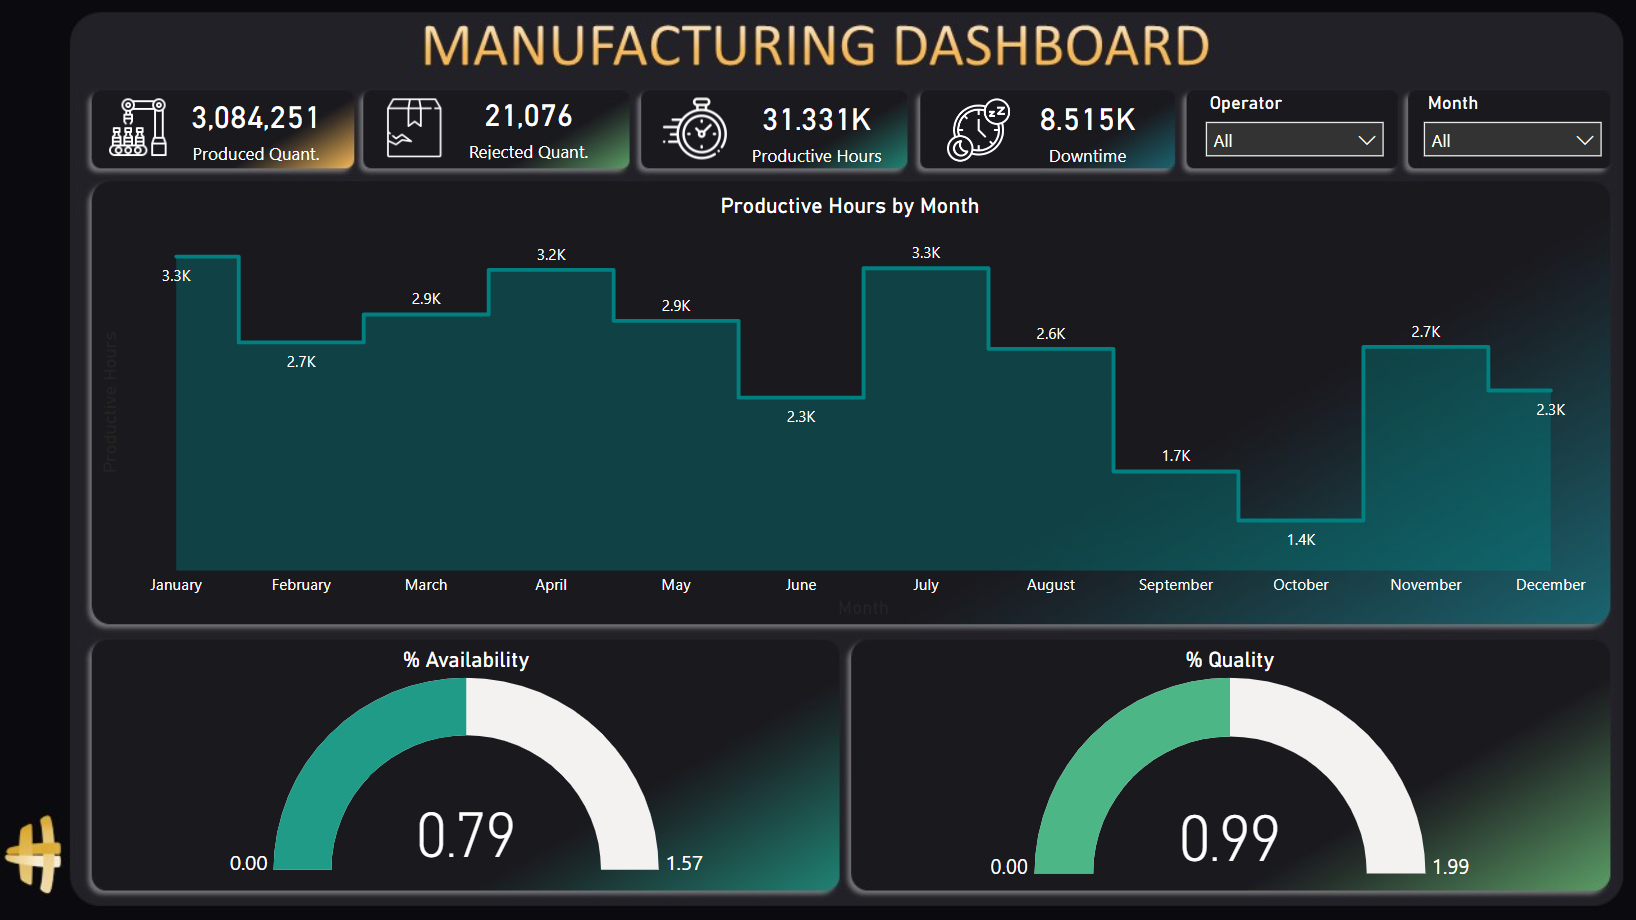 MANUFACTURING DASHBOARD
3,084,251
Produced Quant.
21,076
Rejected Quant.
31.331K
Productive Hours
8.515K
Downtime
Operator
All
Month
All
Productive Hours by Month
Productive Hours
3.3K
2.7K
2.9K
3.2K
2.9K
2.3K
3.3K
2.6K
1.7K
1.4K
2.7K
2.3K
January February March April May June July August September October November December
Month
% Availability
0.79
0.00
1.57
% Quality
0.99
0.00
1.99